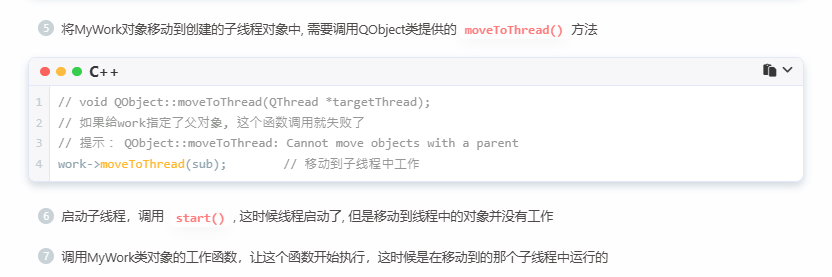 5 将MyWork对象移动到创建的子线程对象中, 需要调用QObject类提供的 moveToThread() 方法
C++
1 // void QObject::moveToThread(QThread *targetThread);
2 // 如果给work指定了父对象, 这个函数调用就失败了
3 // 提示： QObject::moveToThread: Cannot move objects with a parent
4 work->moveToThread(sub); // 移动到子线程中工作
6 启动子线程，调用 start() , 这时候线程启动了, 但是移动到线程中的对象并没有工作
7 调用MyWork类对象的工作函数，让这个函数开始执行，这时候是在移动到的那个子线程中运行的